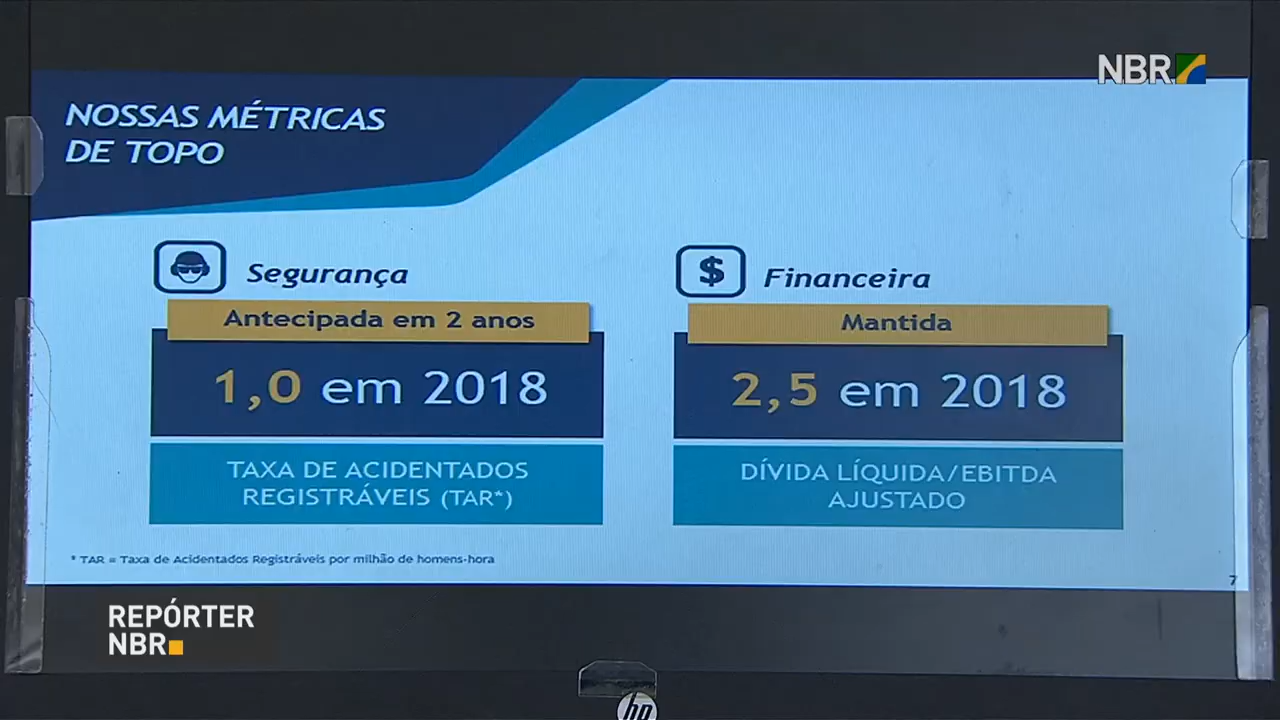 NBR
NOSSAS MÉTRICAS
DE TOPO
Segurança
Antecipada em 2 anos
1,0 em 2018
TAXA DE ACIDENTADOS
REGISTRÁVEIS (TAR*)
$ Financeira
Mantida
2,5 em 2018
DÍVIDA LÍQUIDA/EBITDA
AJUSTADO
* TAR = Taxa de Acidentados Registráveis por milhão de homens-hora
7
REPÓRTER
NBR
hp